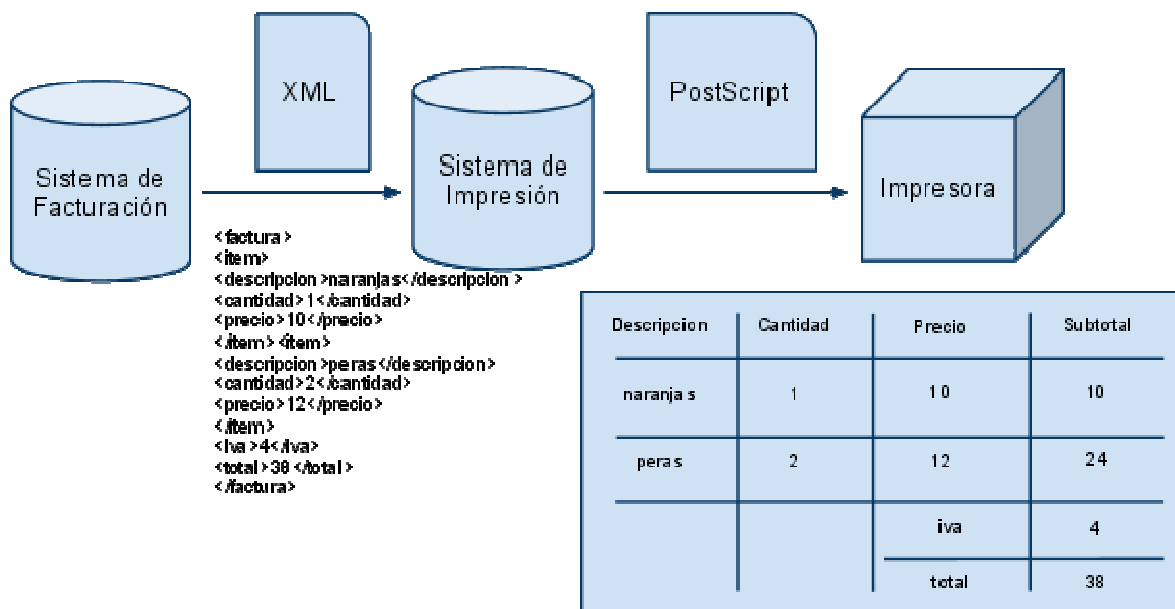 XML
PostScript
Sistema de
Facturación
Sistema de
Impresión
Impresora
<factura>
<item>
<descripcion>naranjas</descripcion>
<cantidad>1</cantidad>
<precio>10</precio>
</item> <item>
<descripcion>peras</descripcion>
<cantidad>2</cantidad>
<precio>12</precio>
</item>
<iva>4</iva>
<total>38</total>
</factura>
Descripcion Cantidad Precio Subtotal
naranjas 1 10 10
peras 2 12 24
iva 4
total 38